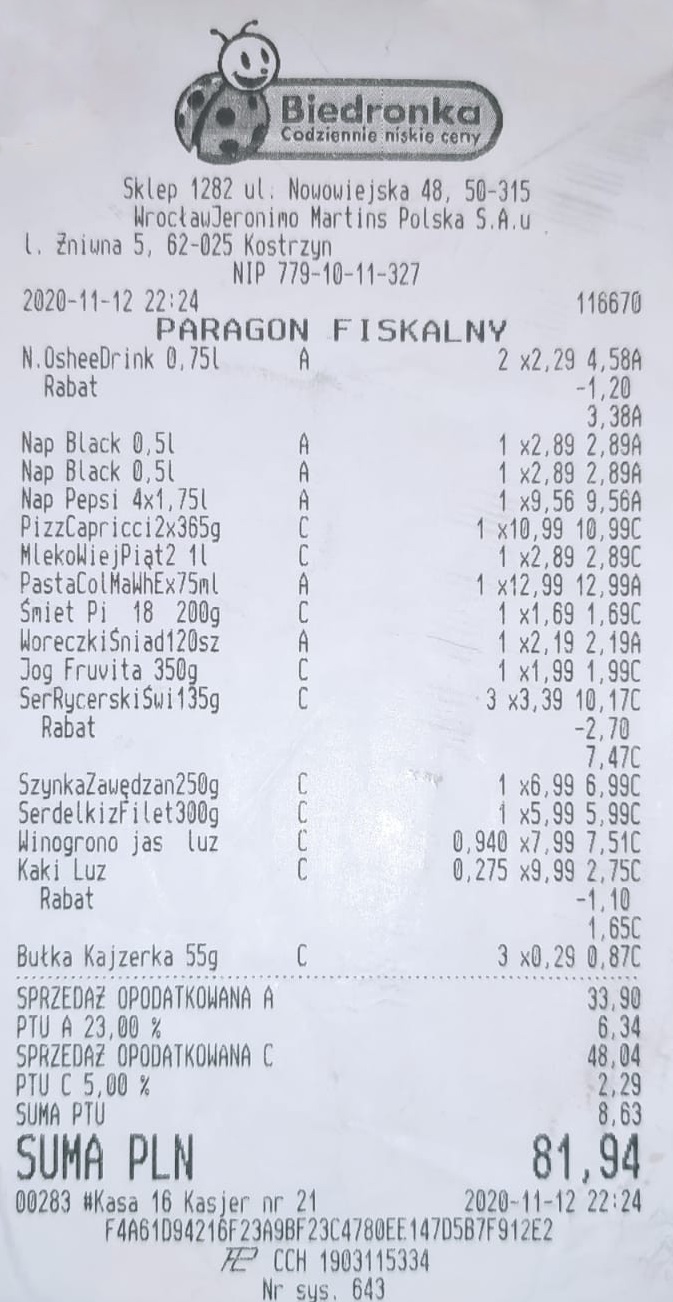 Biedronka
Codziennie niskie ceny
Sklep 1282 ul. Nowowiejska 48, 50-315
WrocławJeronimo Martins Polska S.A.u
l. Żniwna 5, 62-025 Kostrzyn
NIP 779-10-11-327
2020-11-12 22:24 116670
PARAGON FISKALNY
N.OsheeDrink 0,75l A 2 x2,29 4,58A
Rabat -1,20
3,38A
Nap Black 0,5l A 1 x2,89 2,89A
Nap Black 0,5l A 1 x2,89 2,89A
Nap Pepsi 4x1,75l A 1 x9,56 9,56A
PizzCapricci2x365g C 1 x10,99 10,99C
MlekoWiejPiąt2 1l C 1 x2,89 2,89C
PastaColMaWhEx75ml A 1 x12,99 12,99A
Śmiet Pi 18 200g C 1 x1,69 1,69C
WoreczkiŚniad120sz A 1 x2,19 2,19A
Jog Fruvita 350g C 1 x1,99 1,99C
SerRycerskiŚwi135g C 3 x3,39 10,17C
Rabat -2,70
7,47C
SzynkaZawędzan250g C 1 x6,99 6,99C
SerdelkizFilet300g C 1 x5,99 5,99C
Winogrono jas luz C 0,940 x7,99 7,51C
Kaki Luz C 0,275 x9,99 2,75C
Rabat -1,10
1,65C
Bułka Kajzerka 55g C 3 x0,29 0,87C
SPRZEDAŻ OPODATKOWANA A 33,90
PTU A 23,00 % 6,34
SPRZEDAŻ OPODATKOWANA C 48,04
PTU C 5,00 % 2,29
SUMA PTU 8,63
SUMA PLN 81,94
00283 #Kasa 16 Kasjer nr 21 2020-11-12 22:24
F4A61D94216F23A9BF23C4780EE147D5B7F912E2
CCH 1903115334
Nr sys. 643